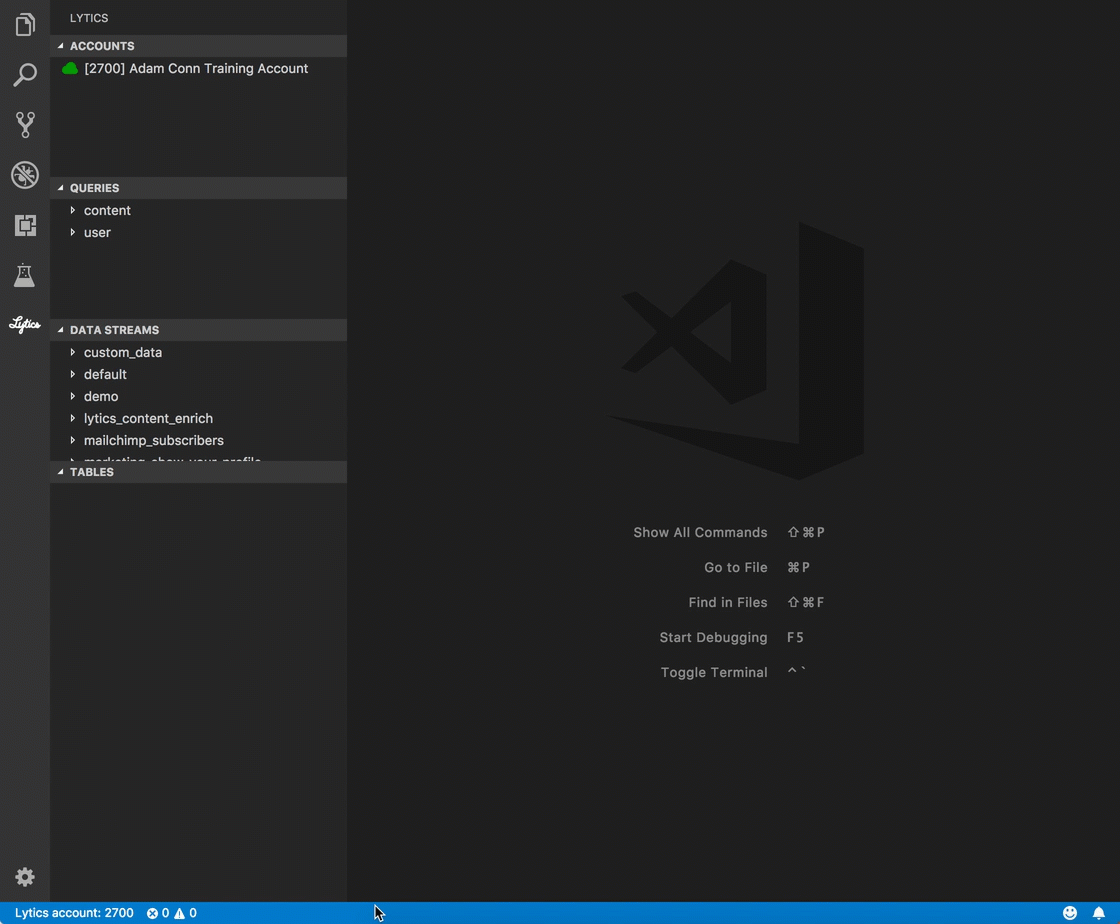 LYTICS
ACCOUNTS
[2700] Adam Conn Training Account
QUERIES
content
user
Lytics
DATA STREAMS
custom_data
default
demo
lytics_content_enrich
mailchimp_subscribers
marketing_show_your_profile
TABLES
Show All Commands ⇧⌘P
Go to File ⌘P
Find in Files ⇧⌘F
Start Debugging F5
Toggle Terminal ^`
Lytics account: 2700 0 0